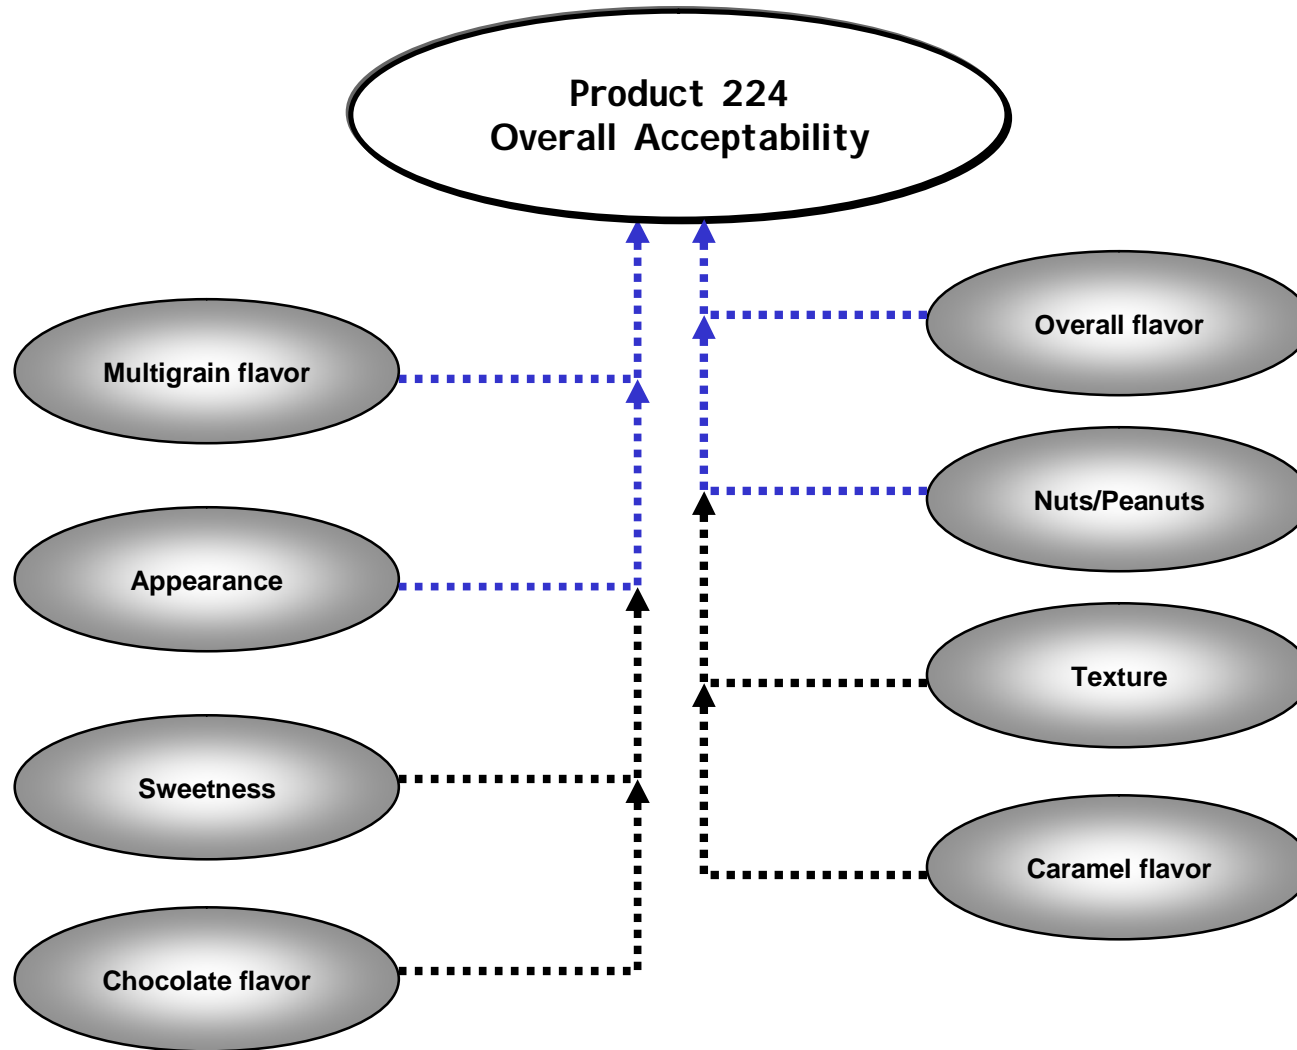 Product 224
Overall Acceptability
Overall flavor
Multigrain flavor
Nuts/Peanuts
Appearance
Texture
Sweetness
Caramel flavor
Chocolate flavor